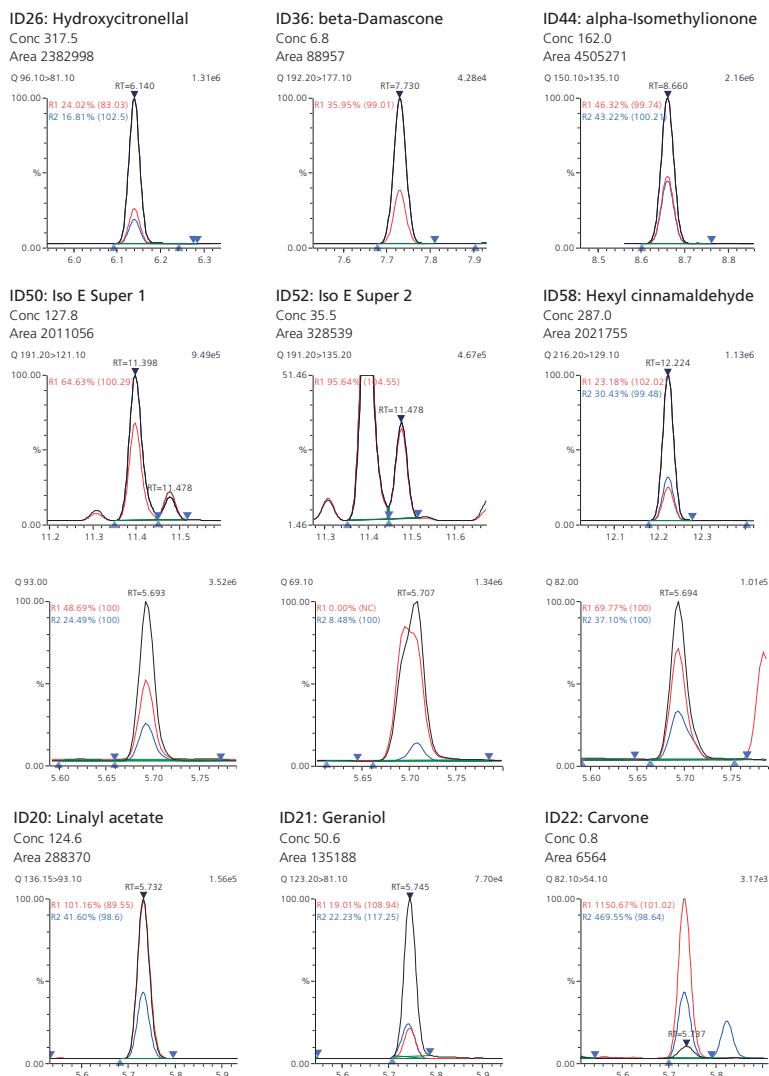 ID26: Hydroxycitronellal
Conc 317.5
Area 2382998
Q 96.10>81.10 1.31e6
RT=6.140
100.00
R1 24.02% (83.03)
R2 16.81% (102.5)
%
0.00
6.0 6.1 6.2 6.3
ID36: beta-Damascone
Conc 6.8
Area 88957
Q 192.20>177.10 4.28e4
RT=7.730
100.00
R1 35.95% (99.01)
%
0.00
7.6 7.7 7.8 7.9
ID44: alpha-Isomethylionone
Conc 162.0
Area 4505271
Q 150.10>135.10 2.16e6
RT=8.660
100.00
R1 46.32% (99.74)
R2 43.22% (100.21)
%
0.00
8.5 8.6 8.7 8.8
ID50: Iso E Super 1
Conc 127.8
Area 2011056
Q 191.20>121.10 9.49e5
RT=11.398
100.00
R1 64.63% (100.29)
%
RT=11.478
0.00
11.2 11.3 11.4 11.5
ID52: Iso E Super 2
Conc 35.5
Area 328539
Q 191.20>135.20 4.67e5
51.46
R1 95.64% (104.55)
RT=11.478
%
1.46
11.3 11.4 11.5 11.6
ID58: Hexyl cinnamaldehyde
Conc 287.0
Area 2021755
Q 216.20>129.10 1.13e6
RT=12.224
100.00
R1 23.18% (102.02)
R2 30.43% (99.48)
%
0.00
12.1 12.2 12.3
Q 93.00 3.52e6
RT=5.693
100.00
R1 48.69% (100)
R2 24.49% (100)
%
0.00
5.60 5.65 5.70 5.75
Q 69.10 1.34e6
RT=5.707
100.00
R1 0.00% (NC)
R2 8.48% (100)
%
0.00
5.65 5.70 5.75
Q 82.00 1.01e5
RT=5.694
100.00
R1 69.77% (100)
R2 37.10% (100)
%
0.00
5.60 5.65 5.70 5.75
ID20: Linalyl acetate
Conc 124.6
Area 288370
Q 136.15>93.10 1.56e5
RT=5.732
100.00
R1 101.16% (89.55)
R2 41.60% (98.6)
%
0.00
5.6 5.7 5.8 5.9
ID21: Geraniol
Conc 50.6
Area 135188
Q 123.20>81.10 7.70e4
RT=5.745
100.00
R1 19.01% (108.94)
R2 22.23% (117.25)
%
0.00
5.6 5.7 5.8 5.9
ID22: Carvone
Conc 0.8
Area 6564
Q 82.10>54.10 3.17e3
100.00
R1 1150.67% (101.02)
R2 469.55% (98.64)
%
RT=5.737
0.00
5.6 5.7 5.8